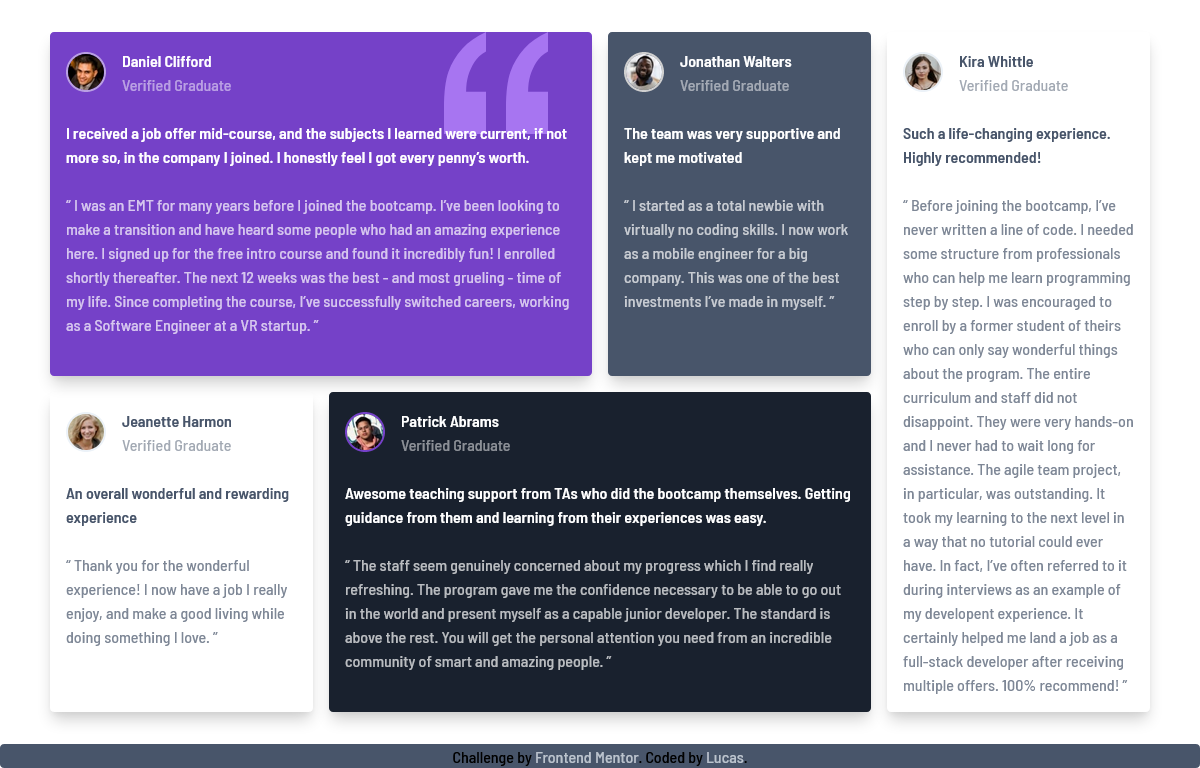 Daniel Clifford
Verified Graduate
I received a job offer mid-course, and the subjects I learned were current, if not
more so, in the company I joined. I honestly feel I got every penny’s worth.
“ I was an EMT for many years before I joined the bootcamp. I’ve been looking to
make a transition and have heard some people who had an amazing experience
here. I signed up for the free intro course and found it incredibly fun! I enrolled
shortly thereafter. The next 12 weeks was the best - and most grueling - time of
my life. Since completing the course, I’ve successfully switched careers, working
as a Software Engineer at a VR startup. ”
Jonathan Walters
Verified Graduate
The team was very supportive and
kept me motivated
“ I started as a total newbie with
virtually no coding skills. I now work
as a mobile engineer for a big
company. This was one of the best
investments I’ve made in myself. ”
Kira Whittle
Verified Graduate
Such a life-changing experience.
Highly recommended!
“ Before joining the bootcamp, I’ve
never written a line of code. I needed
some structure from professionals
who can help me learn programming
step by step. I was encouraged to
enroll by a former student of theirs
who can only say wonderful things
about the program. The entire
curriculum and staff did not
disappoint. They were very hands-on
and I never had to wait long for
assistance. The agile team project,
in particular, was outstanding. It
took my learning to the next level in
a way that no tutorial could ever
have. In fact, I’ve often referred to it
during interviews as an example of
my developent experience. It
certainly helped me land a job as a
full-stack developer after receiving
multiple offers. 100% recommend! ”
Jeanette Harmon
Verified Graduate
An overall wonderful and rewarding
experience
“ Thank you for the wonderful
experience! I now have a job I really
enjoy, and make a good living while
doing something I love. ”
Patrick Abrams
Verified Graduate
Awesome teaching support from TAs who did the bootcamp themselves. Getting
guidance from them and learning from their experiences was easy.
“ The staff seem genuinely concerned about my progress which I find really
refreshing. The program gave me the confidence necessary to be able to go out
in the world and present myself as a capable junior developer. The standard is
above the rest. You will get the personal attention you need from an incredible
community of smart and amazing people. ”
Challenge by Frontend Mentor. Coded by Lucas.